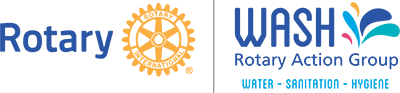 Rotary
ROTARY
INTERNATIONAL
®
WASH
Rotary Action Group
WATER - SANITATION - HYGIENE